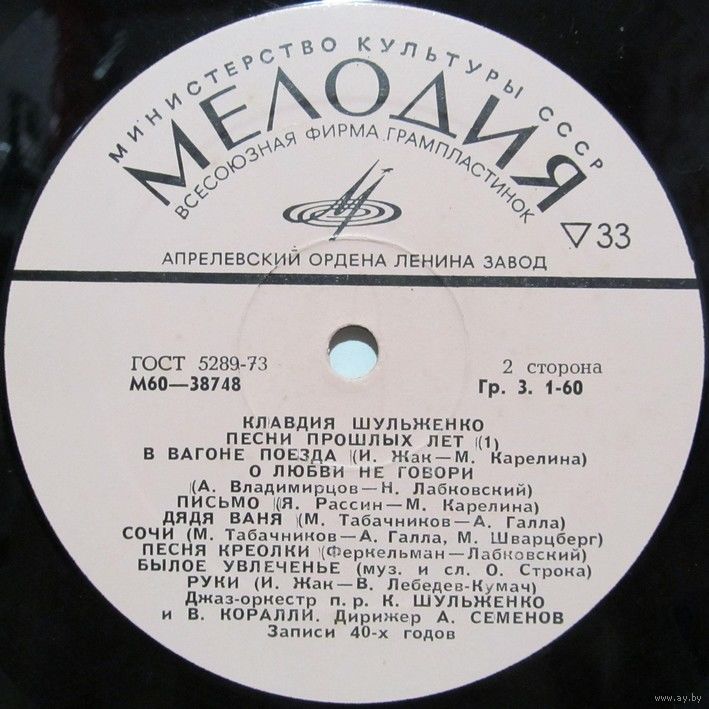 МИНИСТЕРСТВО КУЛЬТУРЫ СССР
МЕЛОДИЯ
ВСЕСОЮЗНАЯ ФИРМА ГРАМПЛАСТИНОК
▽33
АПРЕЛЕВСКИЙ ОРДЕНА ЛЕНИНА ЗАВОД
ГОСТ 5289-73 2 сторона
М60—38748 Гр. 3. 1-60
КЛАВДИЯ ШУЛЬЖЕНКО
ПЕСНИ ПРОШЛЫХ ЛЕТ (1)
В ВАГОНЕ ПОЕЗДА (И. Жак—М. Карелина)
О ЛЮБВИ НЕ ГОВОРИ
(А. Владимирцов—Н. Лабковский)
ПИСЬМО (Я. Рассин—М. Карелина)
ДЯДЯ ВАНЯ (М. Табачников—А. Галла)
СОЧИ (М. Табачников—А. Галла, М. Шварцберг)
ПЕСНЯ КРЕОЛКИ (Феркельман—Лабковский)
БЫЛОЕ УВЛЕЧЕНЬЕ (муз. и сл. О. Строка)
РУКИ (И. Жак—В. Лебедев-Кумач)
Джаз-оркестр п. р. К. ШУЛЬЖЕНКО
и В. КОРАЛЛИ. Дирижер А. СЕМЕНОВ
Записи 40-х годов
www.ay.by